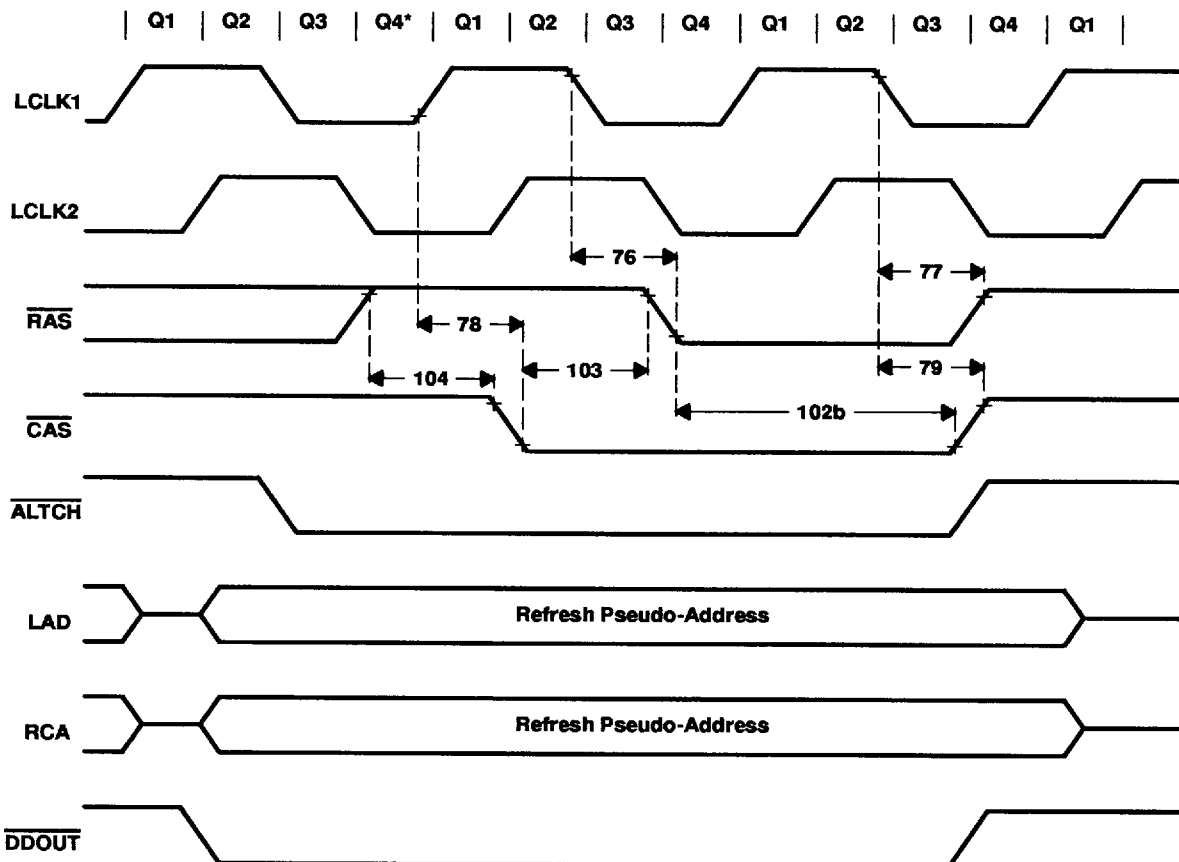 Q1 Q2 Q3 Q4* Q1 Q2 Q3 Q4 Q1 Q2 Q3 Q4 Q1
LCLK1
LCLK2
76
77
RAS
78
79
104
103
CAS
102b
ALTCH
LAD
Refresh Pseudo-Address
RCA
Refresh Pseudo-Address
DDOUT